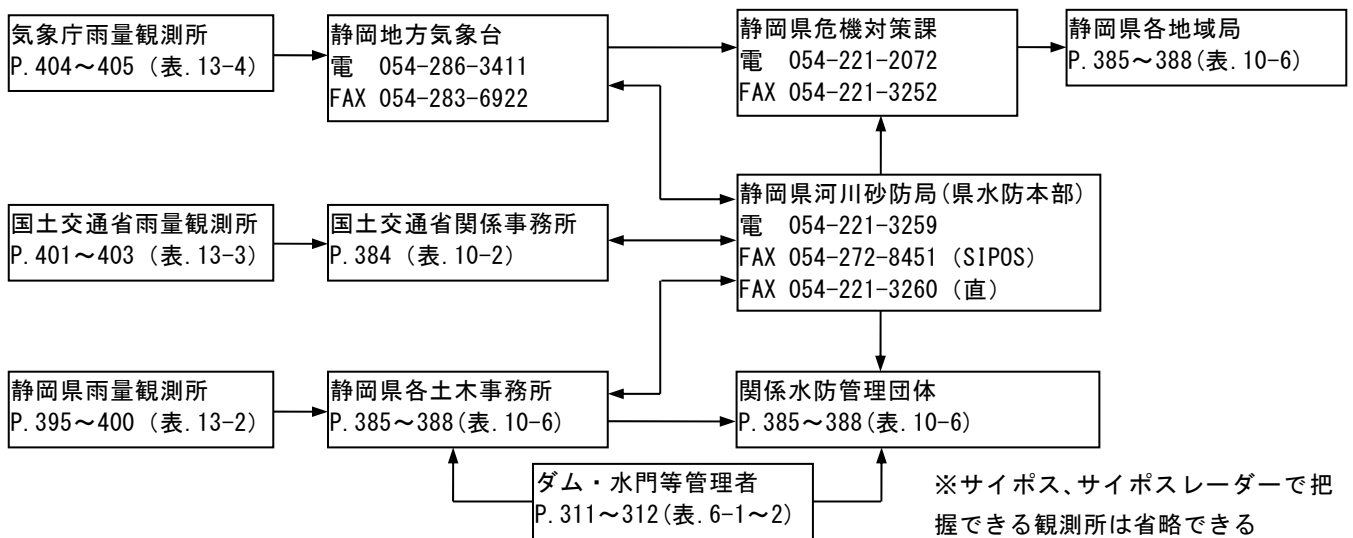 気象庁雨量観測所
P.404～405 (表.13-4)
静岡地方気象台
電 054-286-3411
FAX 054-283-6922
静岡県危機対策課
電 054-221-2072
FAX 054-221-3252
静岡県各地域局
P.385～388(表.10-6)
国土交通省雨量観測所
P.401～403 (表.13-3)
国土交通省関係事務所
P.384 (表.10-2)
静岡県河川砂防局(県水防本部)
電 054-221-3259
FAX 054-272-8451 (SIPOS)
FAX 054-221-3260 (直)
静岡県雨量観測所
P.395～400 (表.13-2)
静岡県各土木事務所
P.385～388(表.10-6)
関係水防管理団体
P.385～388(表.10-6)
ダム・水門等管理者
P.311～312(表.6-1～2)
※サイポス、サイポスレーダーで把
握できる観測所は省略できる